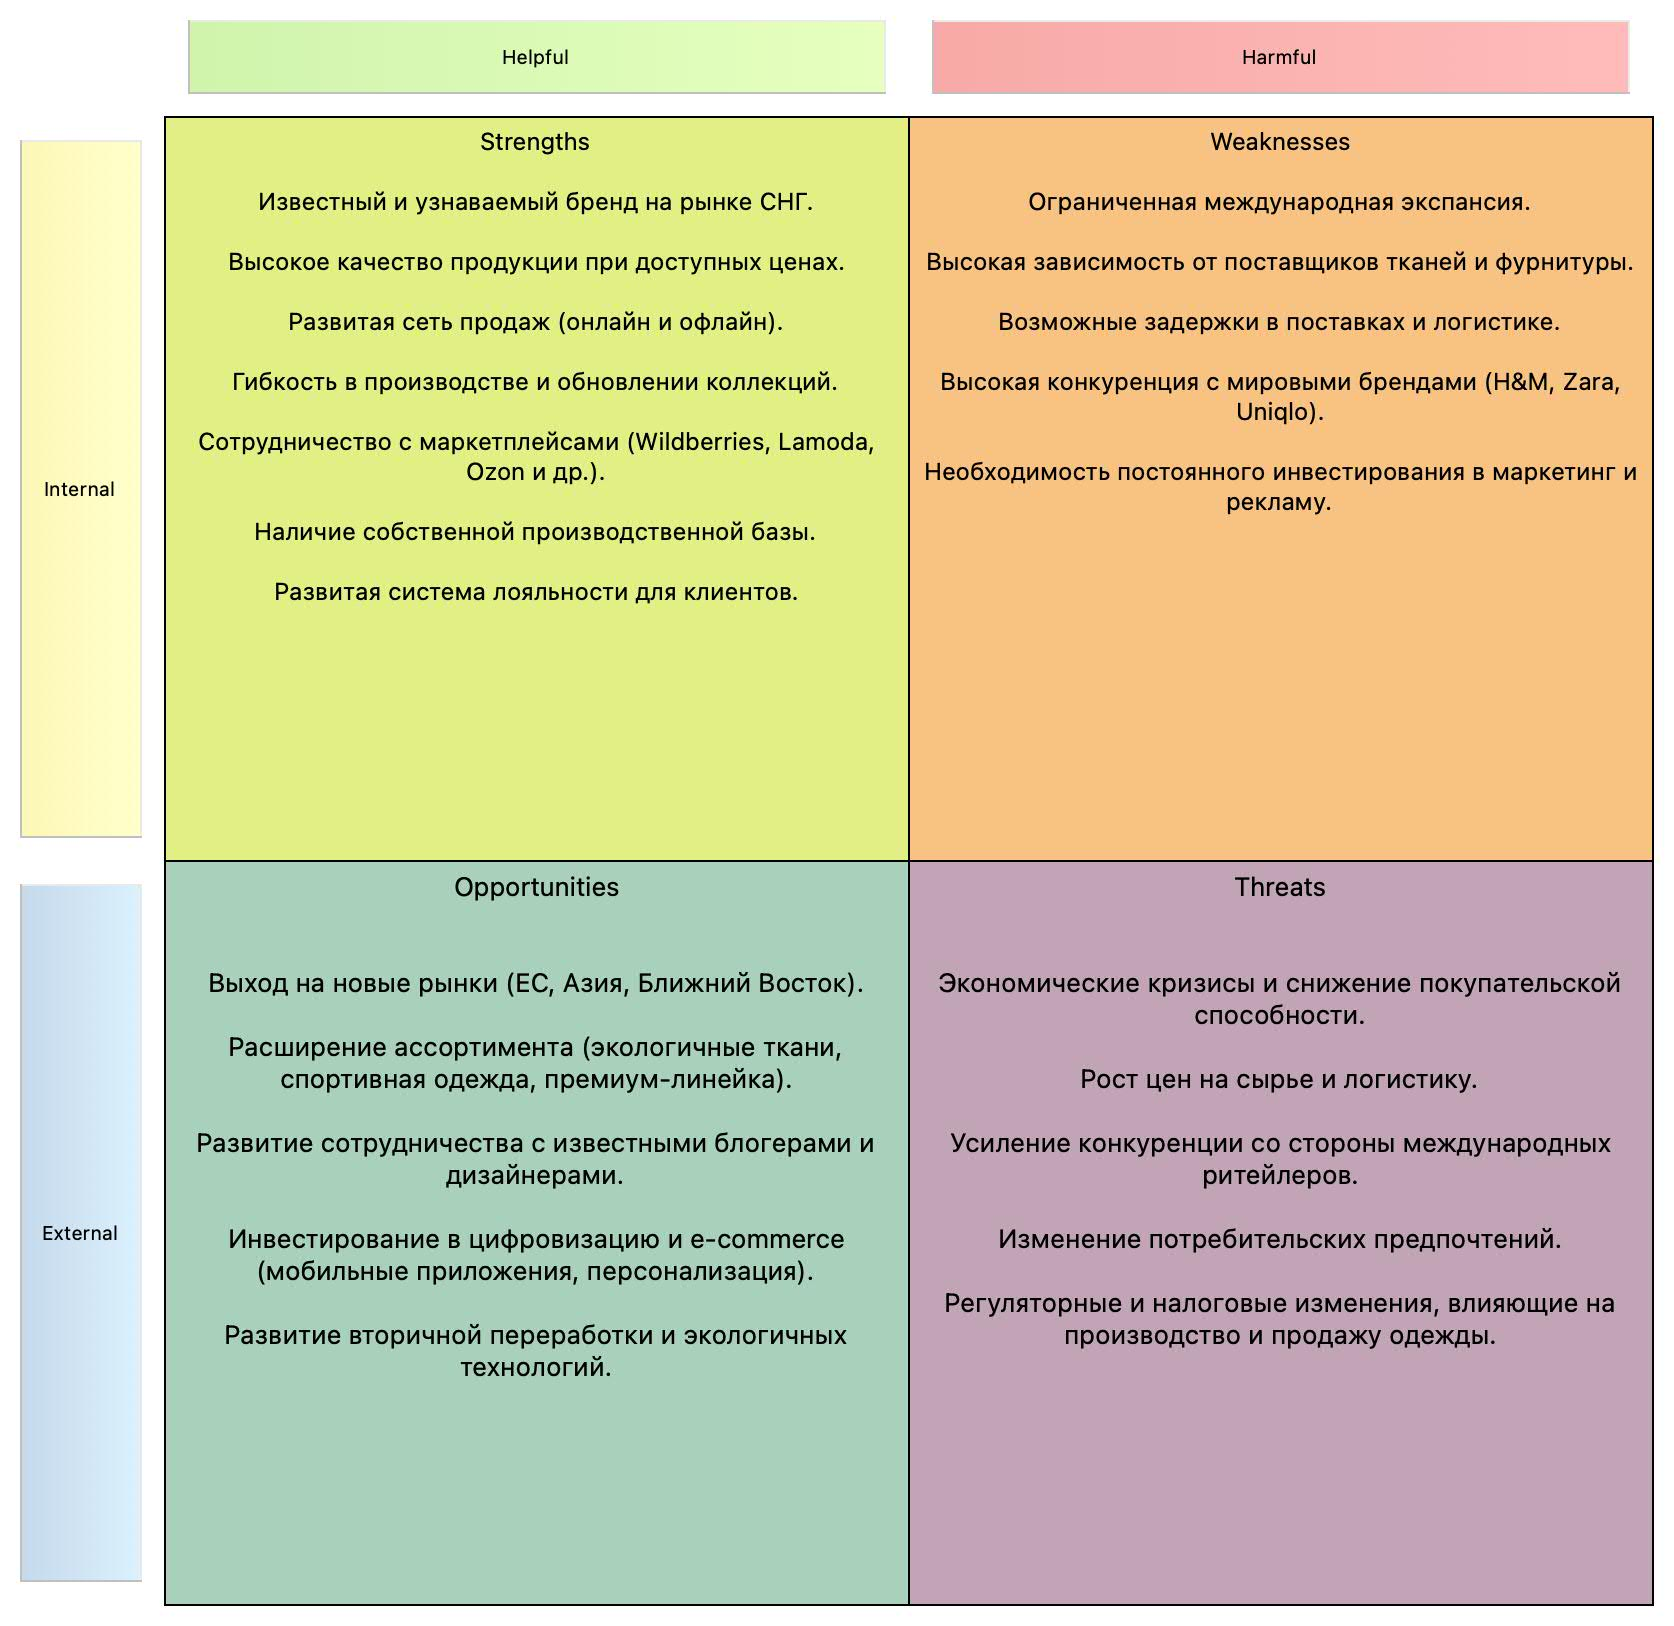 Helpful
Harmful
Internal
Strengths
Известный и узнаваемый бренд на рынке СНГ.
Высокое качество продукции при доступных ценах.
Развитая сеть продаж (онлайн и офлайн).
Гибкость в производстве и обновлении коллекций.
Сотрудничество с маркетплейсами (Wildberries, Lamoda,
Ozon и др.).
Наличие собственной производственной базы.
Развитая система лояльности для клиентов.
Weaknesses
Ограниченная международная экспансия.
Высокая зависимость от поставщиков тканей и фурнитуры.
Возможные задержки в поставках и логистике.
Высокая конкуренция с мировыми брендами (H&M, Zara,
Uniqlo).
Необходимость постоянного инвестирования в маркетинг и
рекламу.
External
Opportunities
Выход на новые рынки (ЕС, Азия, Ближний Восток).
Расширение ассортимента (экологичные ткани,
спортивная одежда, премиум-линейка).
Развитие сотрудничества с известными блогерами и
дизайнерами.
Инвестирование в цифровизацию и e-commerce
(мобильные приложения, персонализация).
Развитие вторичной переработки и экологичных
технологий.
Threats
Экономические кризисы и снижение покупательской
способности.
Рост цен на сырье и логистику.
Усиление конкуренции со стороны международных
ритейлеров.
Изменение потребительских предпочтений.
Регуляторные и налоговые изменения, влияющие на
производство и продажу одежды.